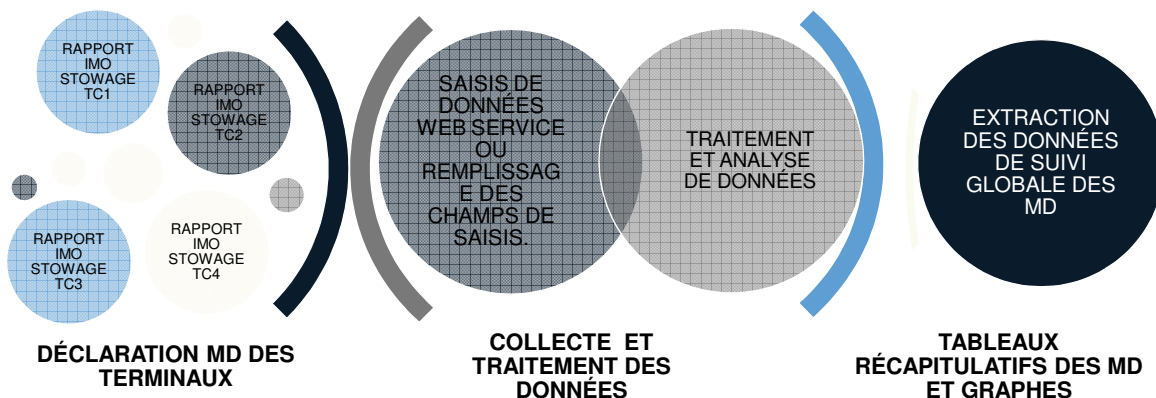 RAPPORT
IMO
STOWAGE
TC1
RAPPORT
IMO
STOWAGE
TC2
RAPPORT
IMO
STOWAGE
TC3
RAPPORT
IMO
STOWAGE
TC4
DÉCLARATION MD DES
TERMINAUX
SAISIS DE
DONNÉES
WEB SERVICE
OU
REMPLISSAG
E DES
CHAMPS DE
SAISIS.
TRAITEMENT
ET ANALYSE
DE DONNÉES
COLLECTE ET
TRAITEMENT DES
DONNÉES
EXTRACTION
DES DONNÉES
DE SUIVI
GLOBALE DES
MD
TABLEAUX
RÉCAPITULATIFS DES MD
ET GRAPHES